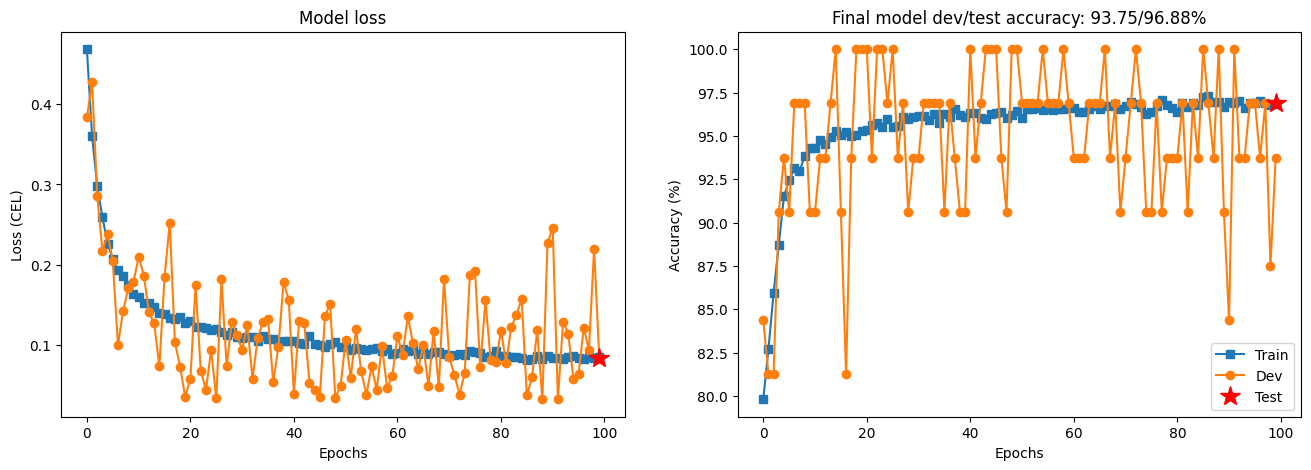 Model loss
Loss (CEL)
0.4
0.3
0.2
0.1
0
20
40
60
80
100
Epochs
Final model dev/test accuracy: 93.75/96.88%
Accuracy (%)
100.0
97.5
95.0
92.5
90.0
87.5
85.0
82.5
80.0
0
20
40
60
80
100
Epochs
Train
Dev
Test